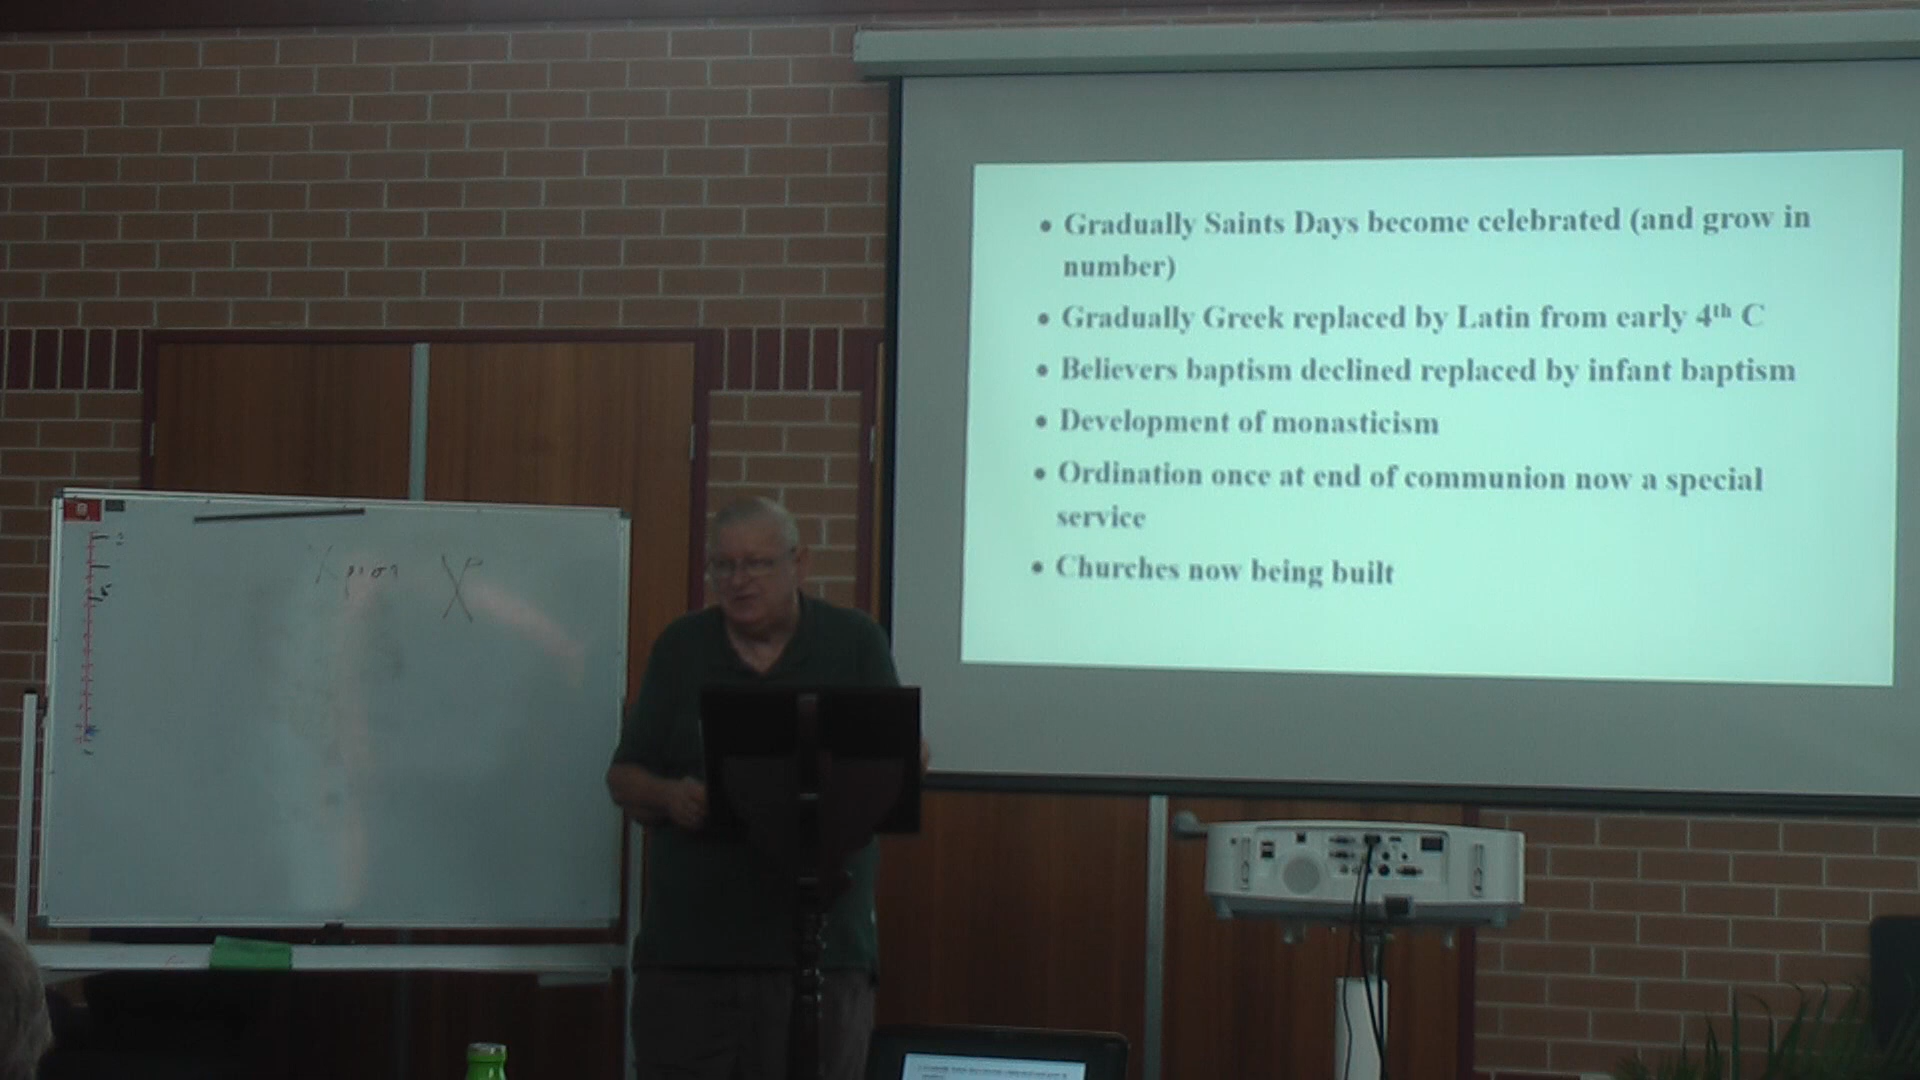 • Gradually Saints Days become celebrated (and grow in
number)
• Gradually Greek replaced by Latin from early 4th C
• Believers baptism declined replaced by infant baptism
• Development of monasticism
• Ordination once at end of communion now a special
service
• Churches now being built